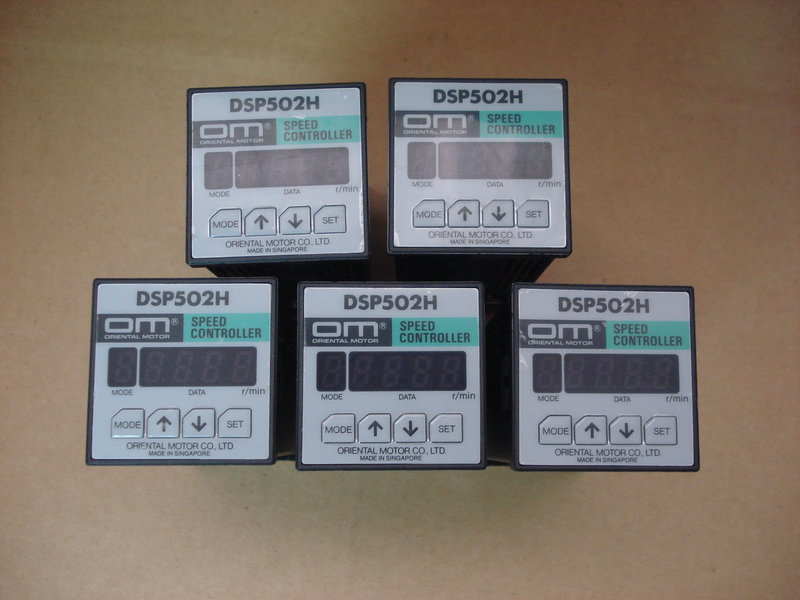 DSP502H
OM®
ORIENTAL MOTOR
SPEED
CONTROLLER
MODE DATA r/min
MODE ↑ ↓ SET
ORIENTAL MOTOR CO., LTD.
MADE IN SINGAPORE
DSP502H
OM®
ORIENTAL MOTOR
SPEED
CONTROLLER
MODE DATA r/min
MODE ↑ ↓ SET
ORIENTAL MOTOR CO., LTD.
MADE IN SINGAPORE
DSP502H
OM®
ORIENTAL MOTOR
SPEED
CONTROLLER
MODE DATA r/min
MODE ↑ ↓ SET
ORIENTAL MOTOR CO., LTD.
MADE IN SINGAPORE
DSP502H
OM®
ORIENTAL MOTOR
SPEED
CONTROLLER
MODE DATA r/min
MODE ↑ ↓ SET
ORIENTAL MOTOR CO., LTD.
MADE IN SINGAPORE
DSP502H
OM®
ORIENTAL MOTOR
SPEED
CONTROLLER
MODE DATA r/min
MODE ↑ ↓ SET
ORIENTAL MOTOR CO., LTD.
MADE IN SINGAPORE